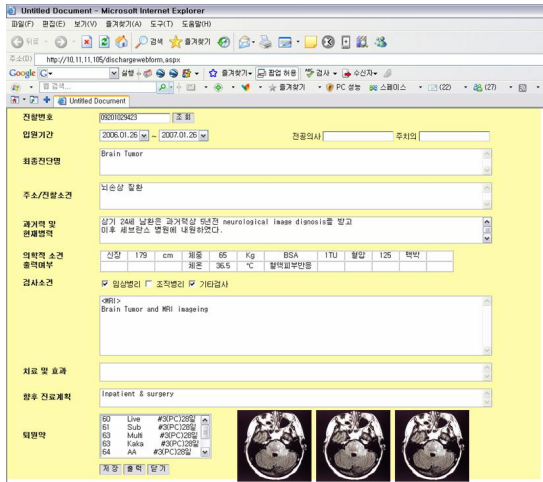 Untitled Document - Microsoft Internet Explorer
파일(F) 편집(E) 보기(V) 즐겨찾기(A) 도구(T) 도움말(H)
뒤로 검색 즐겨찾기
주소(D) http://10,11,11,105/dischargewebform,aspx
Google 실행 즐겨찾기 팝업 허용 검사 수신자
검색... 즐겨찾기 PC 성능 스페이스 (22) (27)
Untitled Document
진찰번호 09201029423 조 회
입원기간 2006.01.26 ~ 2007.01.26 전공의사 주치의
최종진단명 Brain Tumor
주소/진찰소견 뇌손상 질환
과거력 및 현재병력
상기 24세 남환은 과거력상 5년전 neurological image dignosis를 받고
이후 세브란스 병원에 내원하였다.
의학적 소견 신장 179 cm 체중 65 Kg BSA 1TU 혈압 125 맥박
출력여부 체온 36.5 °C 혈액피부반응
검사소견 임상병리 조직병리 기타검사
<MRI>
Brain Tumor and MRI imageing
치료 및 효과
향후 진료계획 Inpatient & surgery
퇴원약
60 Live #3(PC)28일
61 Sub #3(PC)28일
63 Multi #3(PC)28일
63 Kaka #3(PC)28일
64 AA #3(PC)28일
저 장 출 력 닫 기